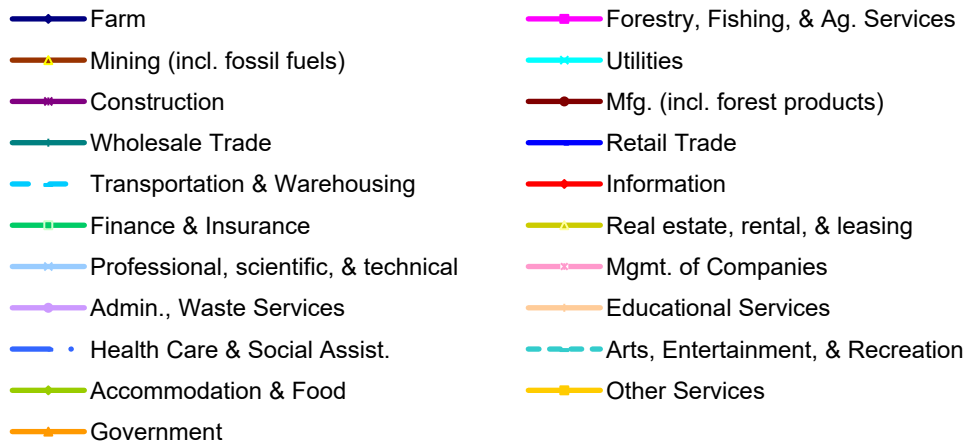 Farm
Forestry, Fishing, & Ag. Services
Mining (incl. fossil fuels)
Utilities
Construction
Mfg. (incl. forest products)
Wholesale Trade
Retail Trade
Transportation & Warehousing
Information
Finance & Insurance
Real estate, rental, & leasing
Professional, scientific, & technical
Mgmt. of Companies
Admin., Waste Services
Educational Services
Health Care & Social Assist.
Arts, Entertainment, & Recreation
Accommodation & Food
Other Services
Government